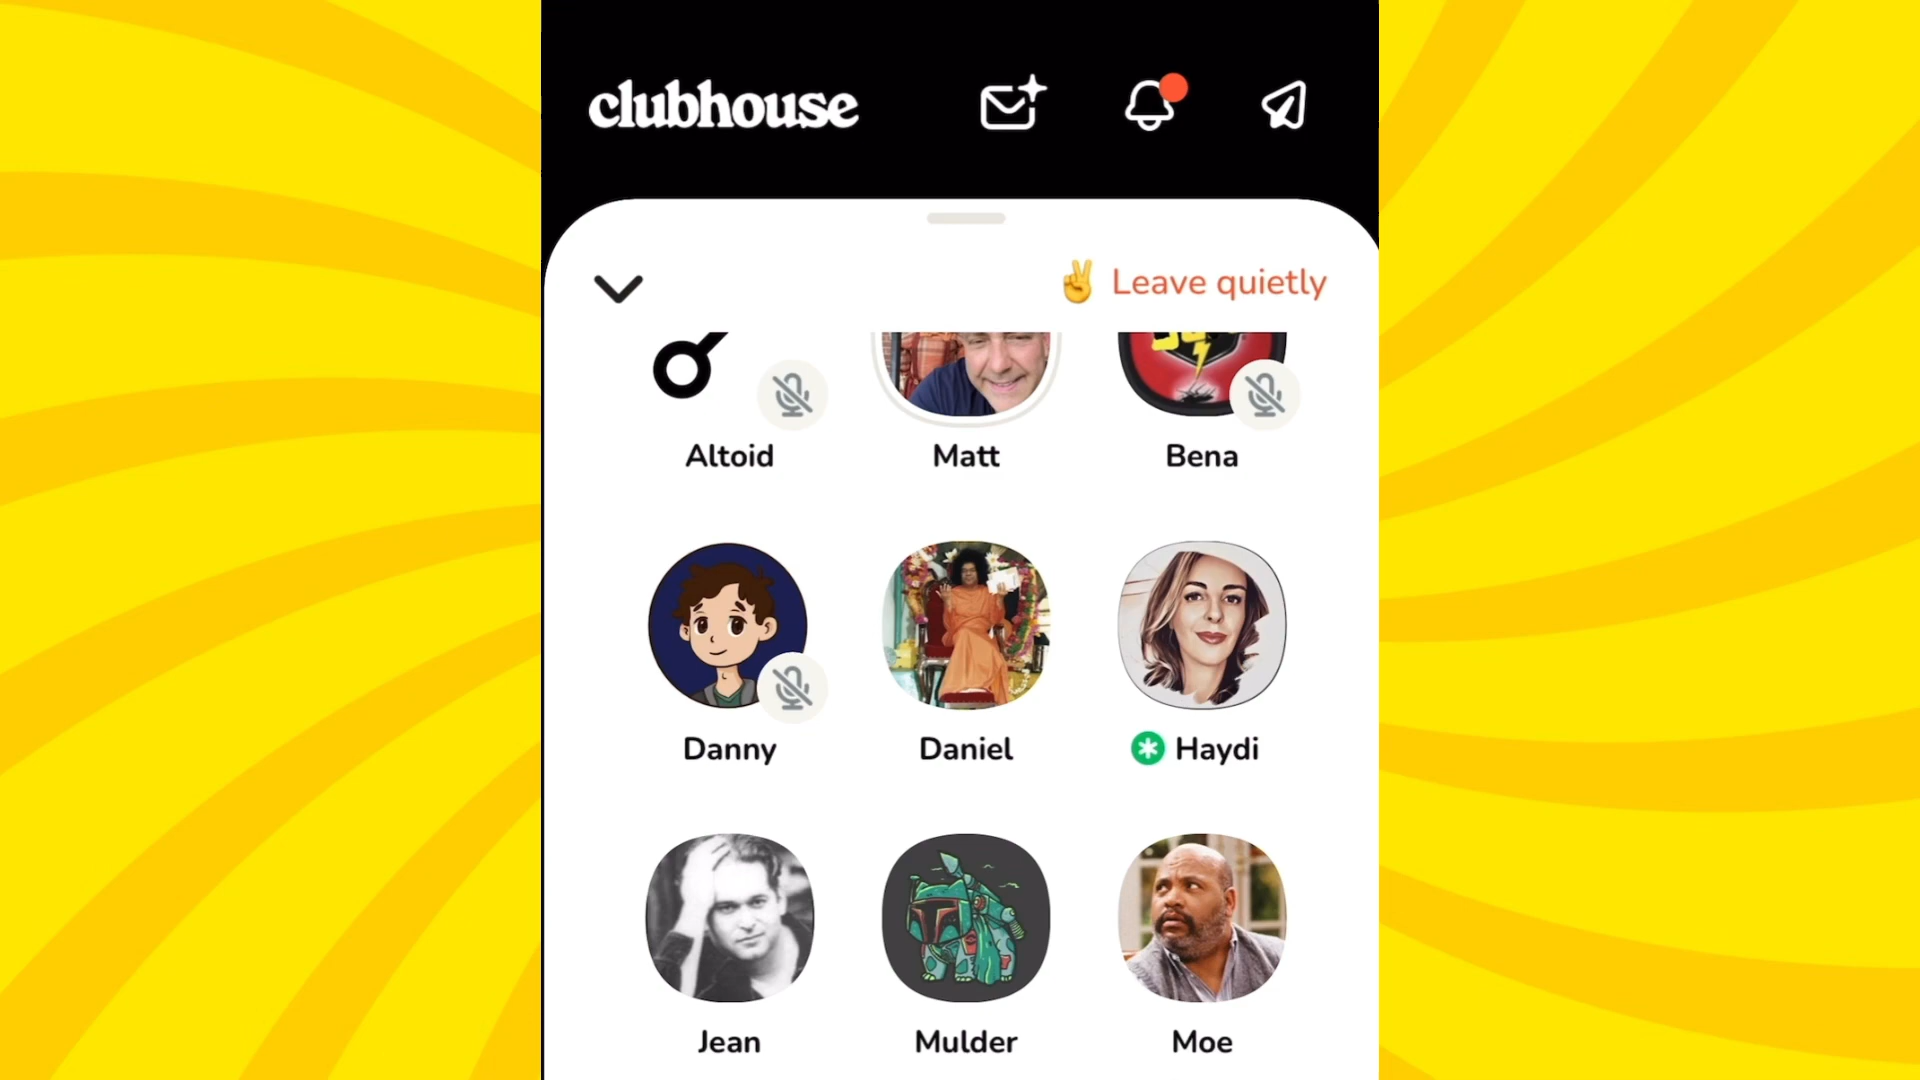 clubhouse
✌️ Leave quietly
Altoid Matt Bena
Danny Daniel Haydi
Jean Mulder Moe